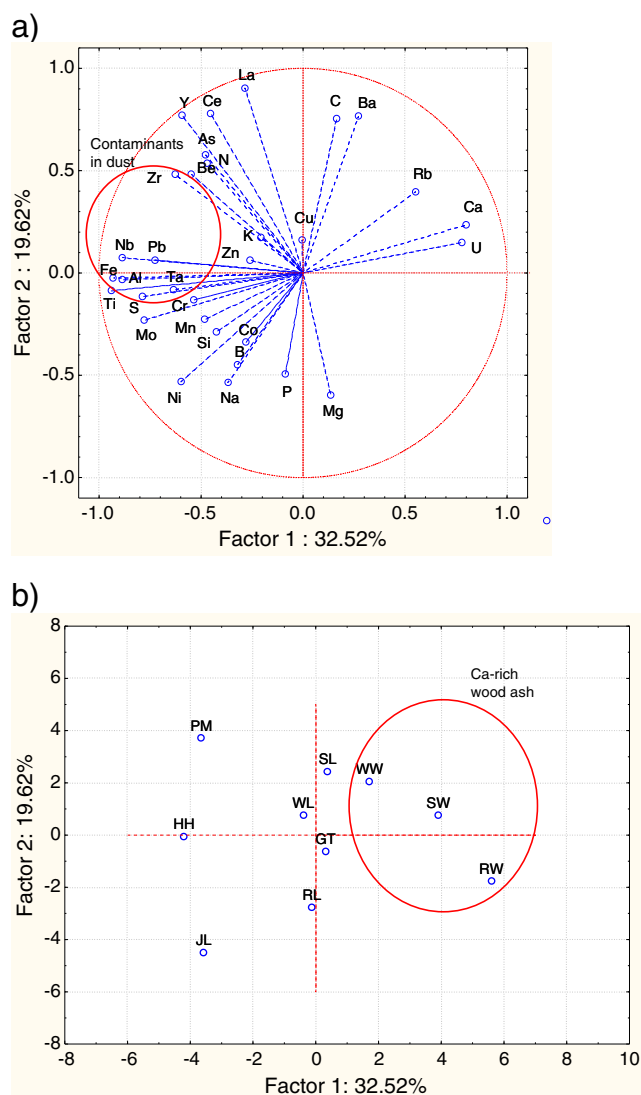 a)
1.0
0.5
0.0
-0.5
-1.0
Factor 2 : 19.62%
La
Y
Ce
C
Ba
Contaminants
in dust
As
N
Be
Zr
Rb
Ca
Cu
K
U
Zn
Nb
Pb
Fe
Al
Ta
Ti
S
Cr
Mo
Mn
Si
Co
B
Ni
Na
P
Mg
-1.0 -0.5 0.0 0.5 1.0
Factor 1 : 32.52%
b)
8
6
4
2
0
-2
-4
-6
-8
Factor 2: 19.62%
Ca-rich
wood ash
PM
SL
WW
WL
SW
HH
GT
RW
RL
JL
-8 -6 -4 -2 0 2 4 6 8 10
Factor 1: 32.52%